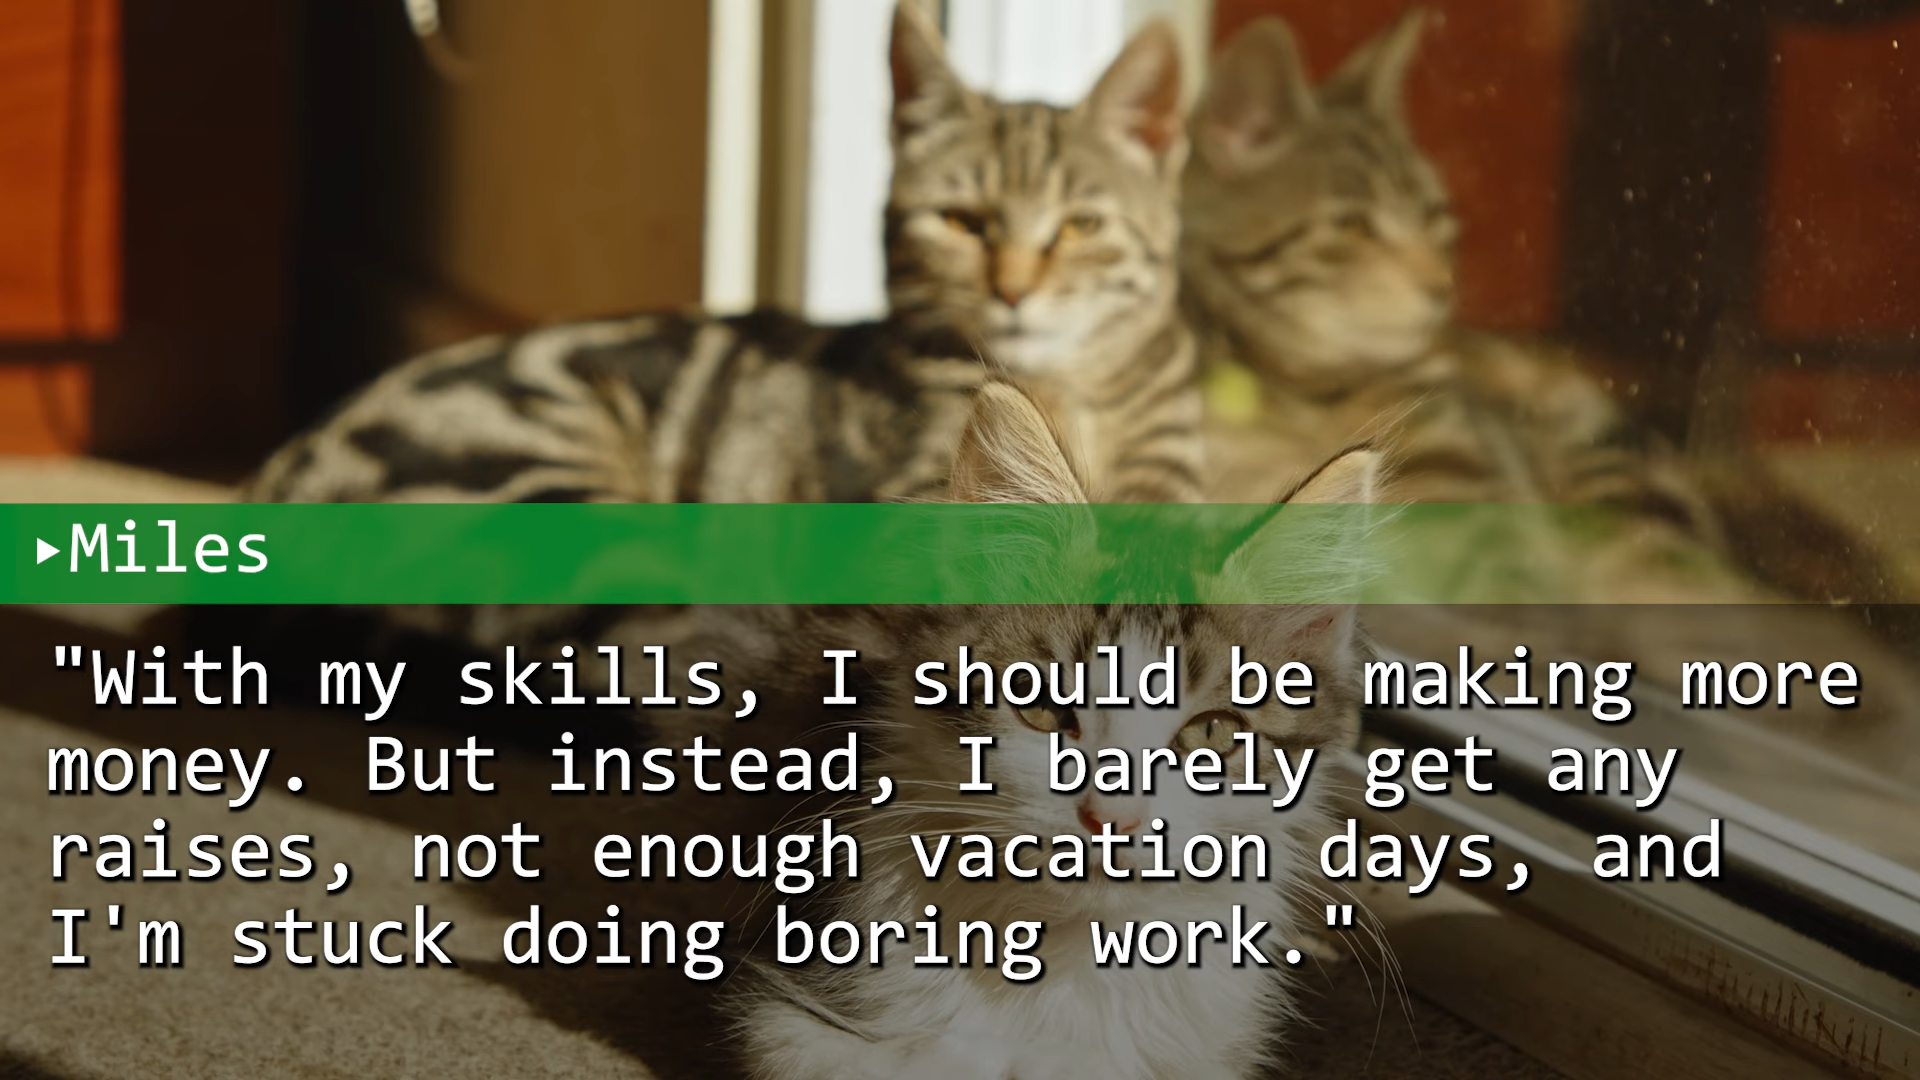 ▸Miles
"With my skills, I should be making more
money. But instead, I barely get any
raises, not enough vacation days, and
I'm stuck doing boring work."